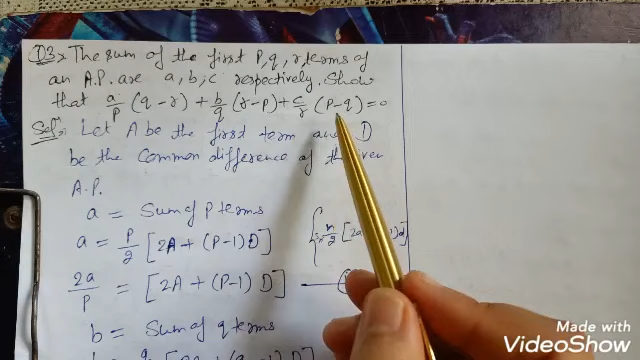 Q3> The sum of the first P, q, r terms of
an A.P. are a, b, c respectively. Show
that a/p (q-r) + b/q (r-p) + c/r (P-q) = 0
Sol:- Let A be the first term and D
be the common difference of the
A.P.
a = Sum of P terms
a = P/2 [2A + (P-1) D]
2a/P = [2A + (P-1) D]
b = Sum of q terms
Made with
VideoShow